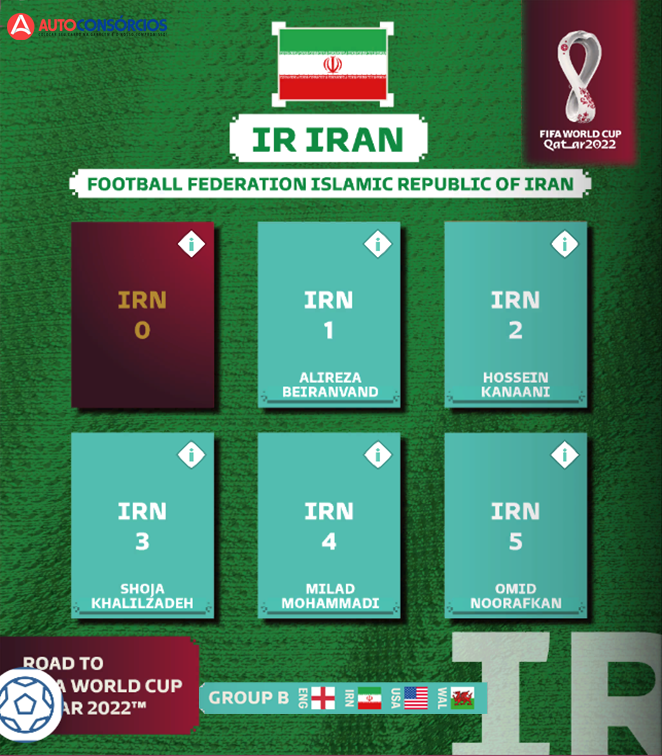 AUTOCONSÓRCIOS
IR IRAN
FIFA WORLD CUP
Qatar2022
FOOTBALL FEDERATION ISLAMIC REPUBLIC OF IRAN
IRN
0
IRN
1
ALIREZA
BEIRANVAND
IRN
2
HOSSEIN
KANAANI
IRN
3
SHOJA
KHALILZADEH
IRN
4
MILAD
MOHAMMADI
IRN
5
OMID
NOORAFKAN
ROAD TO
A WORLD CUP
AR 2022™
GROUP B ENG IRN USA WAL
IR